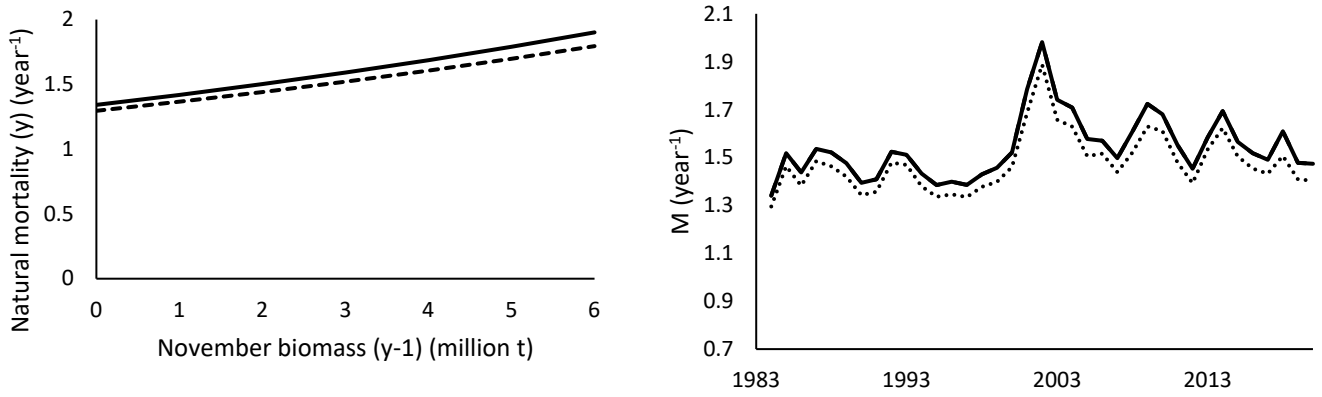 Natural mortality (y) (year⁻¹)
2
1.5
1
0.5
0
0 1 2 3 4 5 6
November biomass (y-1) (million t)
M (year⁻¹)
2.1
1.9
1.7
1.5
1.3
1.1
0.9
0.7
1983 1993 2003 2013